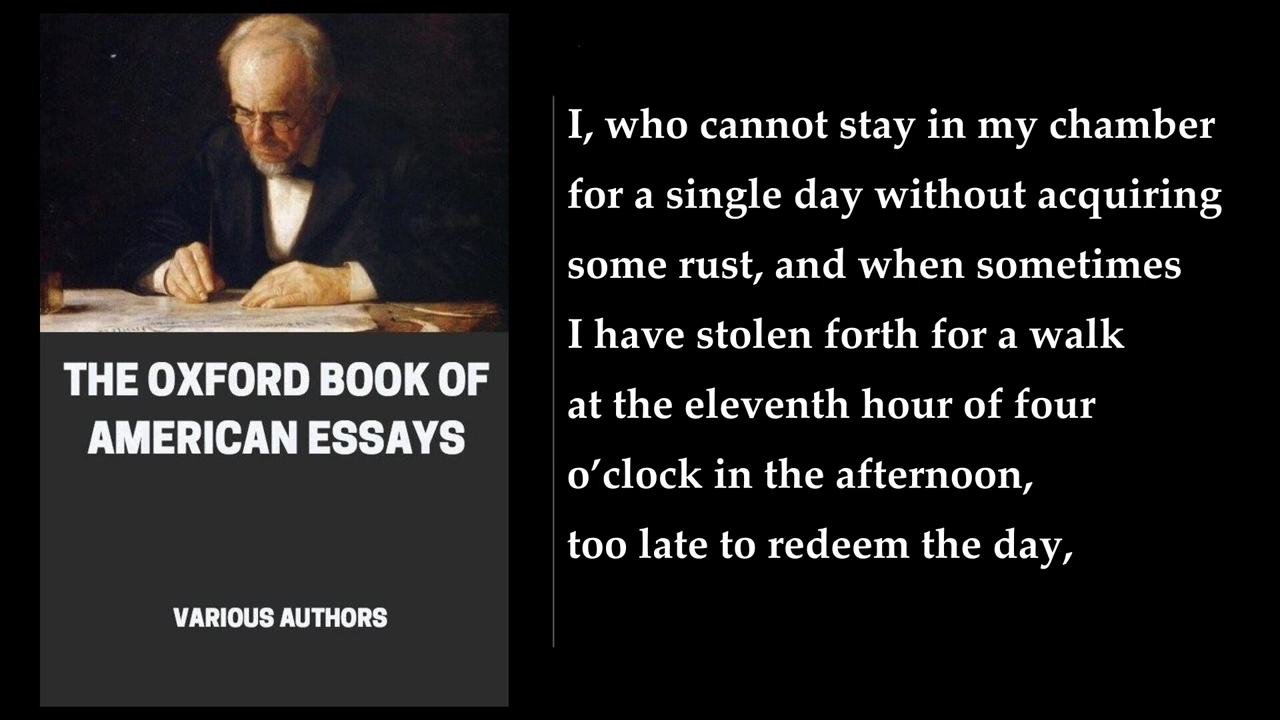 THE OXFORD BOOK OF
AMERICAN ESSAYS
VARIOUS AUTHORS
I, who cannot stay in my chamber
for a single day without acquiring
some rust, and when sometimes
I have stolen forth for a walk
at the eleventh hour of four
o’clock in the afternoon,
too late to redeem the day,